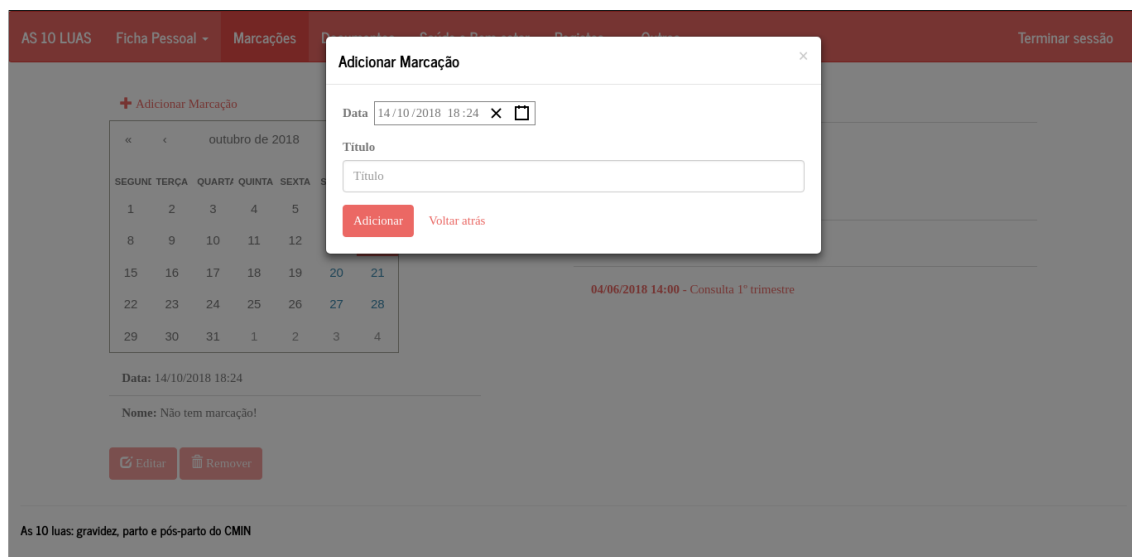 AS 10 LUAS Ficha Pessoal Marcações Terminar sessão
Adicionar Marcação ×
Data 14/10/2018 18:24
Título
Título
Adicionar Voltar atrás
Adicionar Marcação
« ‹ outubro de 2018
TERÇA QUINTA SEXTA
1 2 3 4 5
8 9 10 11 12
15 16 17 18 19 20 21
22 23 24 25 26 27 28
29 30 31 1 2 3 4
04/06/2018 14:00 - Consulta 1º trimestre
Data: 14/10/2018 18:24
Nome: Não tem marcação!
Editar Remover
As 10 luas: gravidez, parto e pós-parto do CMIN